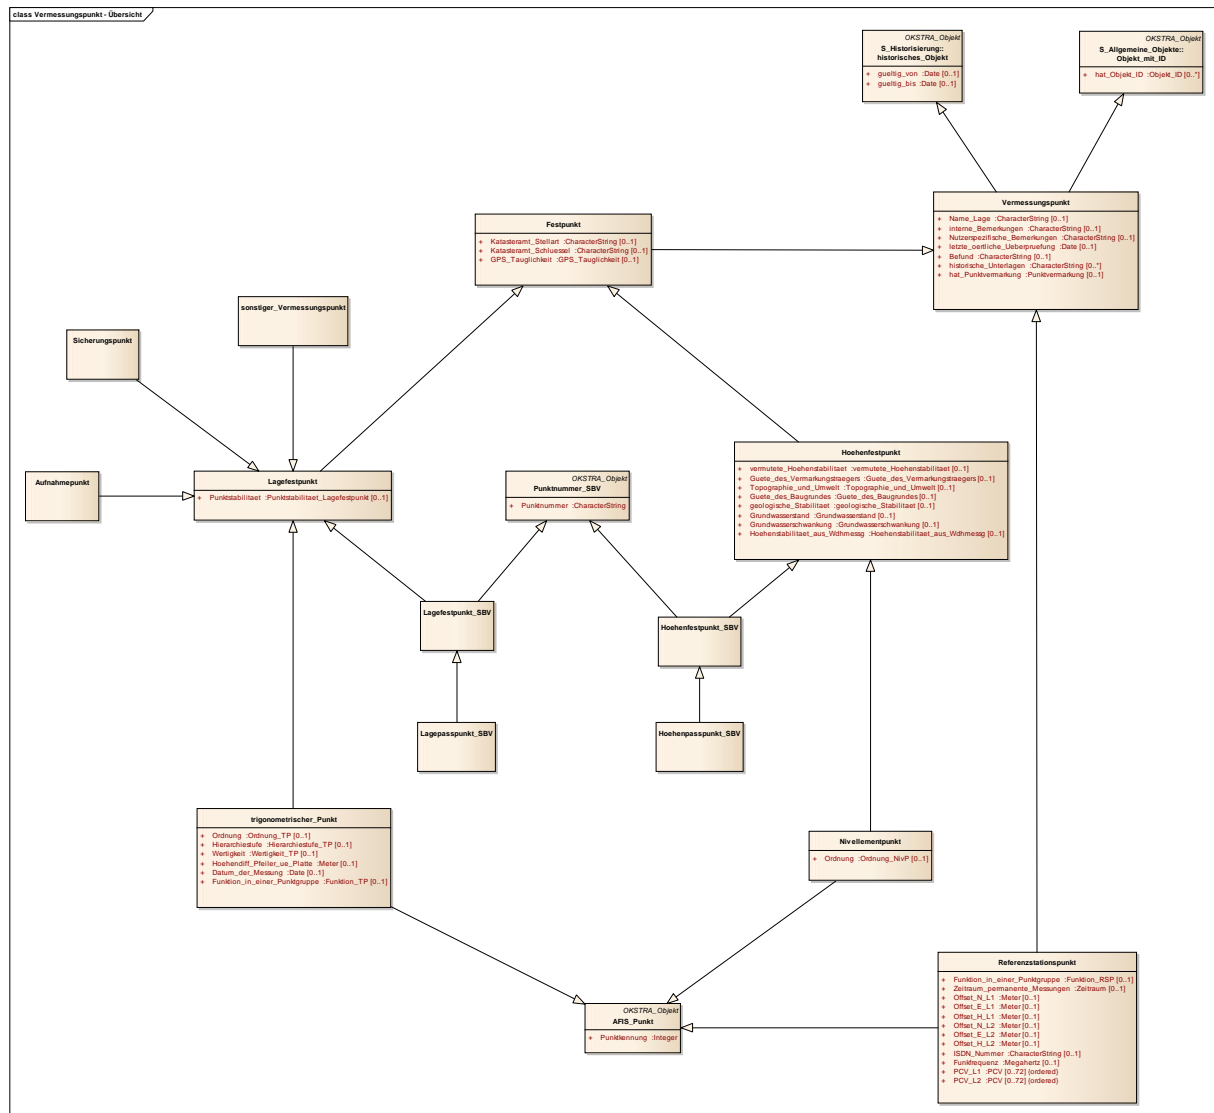 class Vermessungspunkt - Übersicht
OKSTRA_Objekt
S_Historisierung::
historisches_Objekt
+ gueltig_von :Date [0..1]
+ gueltig_bis :Date [0..1]
OKSTRA_Objekt
S_Allgemeine_Objekte::
Objekt_mit_ID
+ hat_Objekt_ID :Objekt_ID [0..*]
Vermessungspunkt
+ Name_Lage :CharacterString [0..1]
+ interne_Bemerkungen :CharacterString [0..1]
+ Nutzerspezifische_Bemerkungen :CharacterString [0..1]
+ letzte_oertliche_Ueberpruefung :Date [0..1]
+ Befund :CharacterString [0..1]
+ historische_Unterlagen :CharacterString [0..*]
+ hat_Punktvermarkung :Punktvermarkung [0..1]
Festpunkt
+ Katasteramt_Stellart :CharacterString [0..1]
+ Katasteramt_Schluessel :CharacterString [0..1]
+ GPS_Tauglichkeit :GPS_Tauglichkeit [0..1]
sonstiger_Vermessungspunkt
Sicherungspunkt
Aufnahmepunkt
Lagefestpunkt
+ Punktstabilitaet :Punktstabilitaet_Lagefestpunkt [0..1]
OKSTRA_Objekt
Punktnummer_SBV
+ Punktnummer :CharacterString
Hoehenfestpunkt
+ vermutete_Hoehenstabilitaet :vermutete_Hoehenstabilitaet [0..1]
+ Guete_des_Vermarkungstraegers :Guete_des_Vermarkungstraegers [0..1]
+ Topographie_und_Umwelt :Topographie_und_Umwelt [0..1]
+ Guete_des_Baugrundes :Guete_des_Baugrundes [0..1]
+ geologische_Stabilitaet :geologische_Stabilitaet [0..1]
+ Grundwasserstand :Grundwasserstand [0..1]
+ Grundwasserschwankung :Grundwasserschwankung [0..1]
+ Hoehenstabilitaet_aus_Wdhmessg :Hoehenstabilitaet_aus_Wdhmessg [0..1]
Lagefestpunkt_SBV
Hoehenfestpunkt_SBV
Lagepasspunkt_SBV
Hoehenpasspunkt_SBV
trigonometrischer_Punkt
+ Ordnung :Ordnung_TP [0..1]
+ Hierarchiestufe :Hierarchiestufe_TP [0..1]
+ Wertigkeit :Wertigkeit_TP [0..1]
+ Hoehendiff_Pfeiler_ue_Platte :Meter [0..1]
+ Datum_der_Messung :Date [0..1]
+ Funktion_in_einer_Punktgruppe :Funktion_TP [0..1]
Nivellementpunkt
+ Ordnung :Ordnung_NivP [0..1]
Referenzstationspunkt
+ Funktion_in_einer_Punktgruppe :Funktion_RSP [0..1]
+ Zeitraum_permanente_Messungen :Zeitraum [0..1]
+ Offset_N_L1 :Meter [0..1]
+ Offset_E_L1 :Meter [0..1]
+ Offset_H_L1 :Meter [0..1]
+ Offset_N_L2 :Meter [0..1]
+ Offset_E_L2 :Meter [0..1]
+ Offset_H_L2 :Meter [0..1]
+ ISDN_Nummer :CharacterString [0..1]
+ Funkfrequenz :Megahertz [0..1]
+ PCV_L1 :PCV [0..72] {ordered}
+ PCV_L2 :PCV [0..72] {ordered}
OKSTRA_Objekt
AFIS_Punkt
+ Punktkennung :Integer